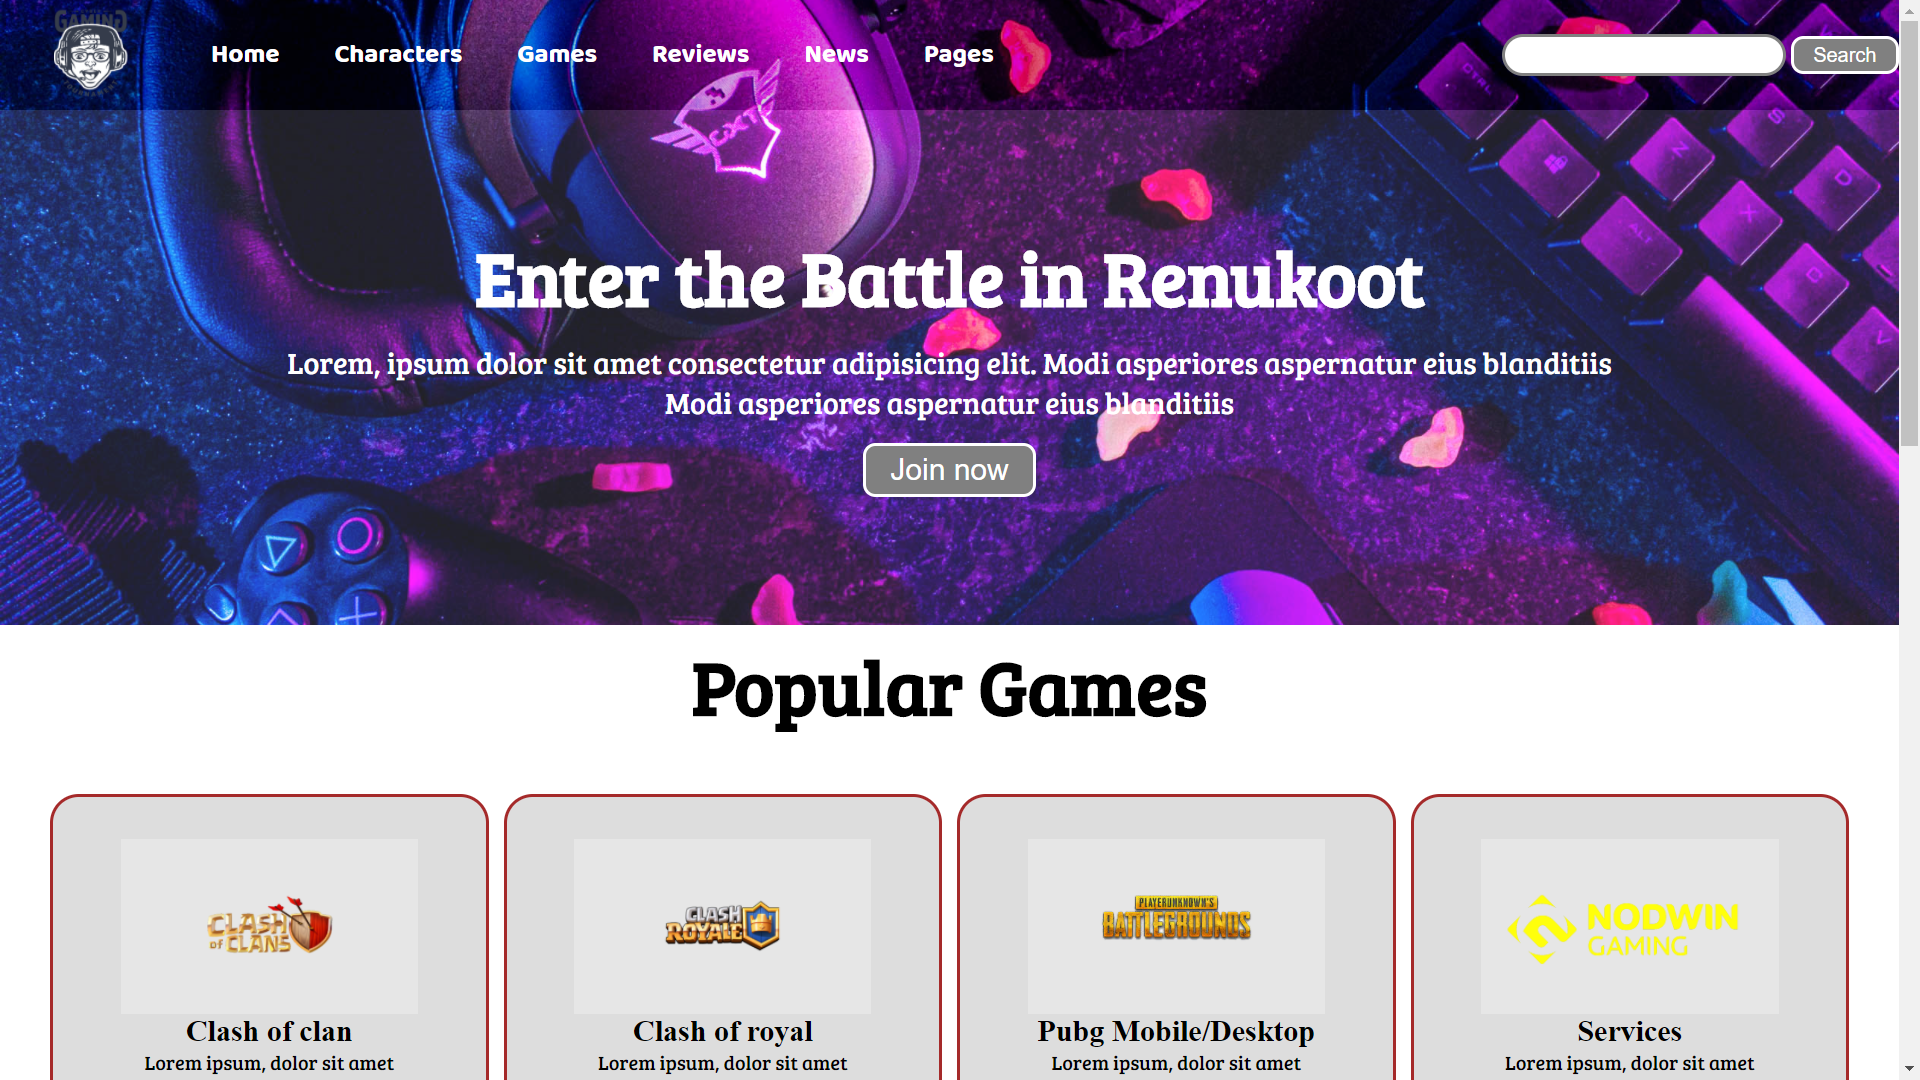 GAMING
Home
Characters
Games
Reviews
News
Pages
Search
GXT
CTRL
S
Z
D
X
ALT
C
V
Enter the Battle in Renukoot
Lorem, ipsum dolor sit amet consectetur adipisicing elit. Modi asperiores aspernatur eius blanditiis
Modi asperiores aspernatur eius blanditiis
Join now
Popular Games
CLASH
of CLANS
CLASH
ROYALE
PLAYERUNKNOWN'S
BATTLEGROUNDS
NODWIN
GAMING
Clash of clan
Clash of royal
Pubg Mobile/Desktop
Services
Lorem ipsum, dolor sit amet
Lorem ipsum, dolor sit amet
Lorem ipsum, dolor sit amet
Lorem ipsum, dolor sit amet